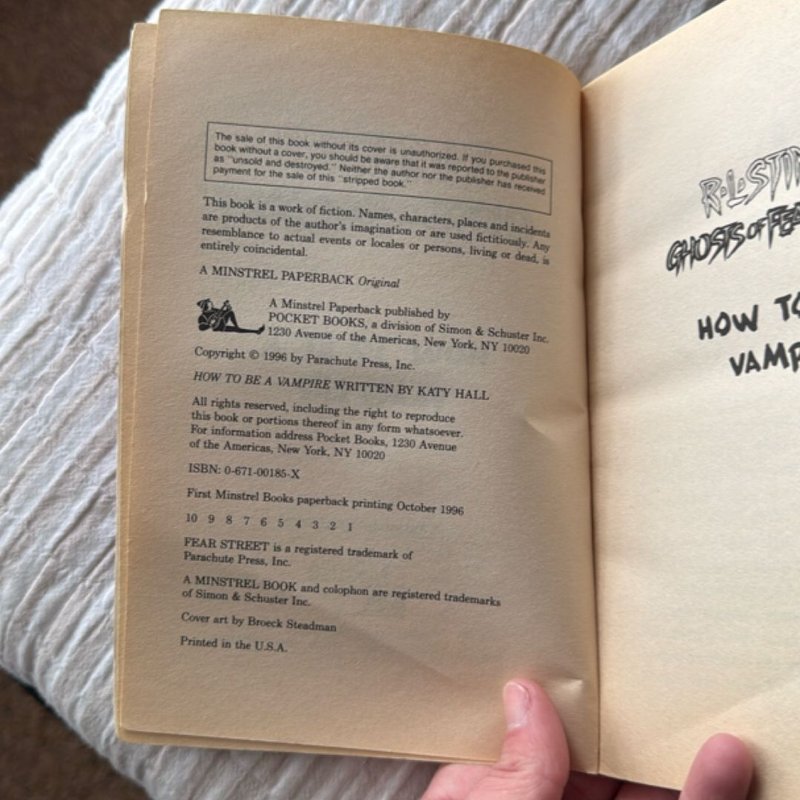 The sale of this book without its cover is unauthorized. If you purchased this
book without a cover, you should be aware that it was reported to the publisher
as "unsold and destroyed." Neither the author nor the publisher has received
payment for the sale of this "stripped book."
This book is a work of fiction. Names, characters, places and incidents
are products of the author's imagination or are used fictitiously. Any
resemblance to actual events or locales or persons, living or dead, is
entirely coincidental.
A MINSTREL PAPERBACK Original
A Minstrel Paperback published by
POCKET BOOKS, a division of Simon & Schuster Inc.
1230 Avenue of the Americas, New York, NY 10020
Copyright © 1996 by Parachute Press, Inc.
HOW TO BE A VAMPIRE WRITTEN BY KATY HALL
All rights reserved, including the right to reproduce
this book or portions thereof in any form whatsoever.
For information address Pocket Books, 1230 Avenue
of the Americas, New York, NY 10020
ISBN: 0-671-00185-X
First Minstrel Books paperback printing October 1996
10 9 8 7 6 5 4 3 2 1
FEAR STREET is a registered trademark of
Parachute Press, Inc.
A MINSTREL BOOK and colophon are registered trademarks
of Simon & Schuster Inc.
Cover art by Broeck Steadman
Printed in the U.S.A.
R·L·STIN
GHOSTS OF FEA
HOW TO
VAMP